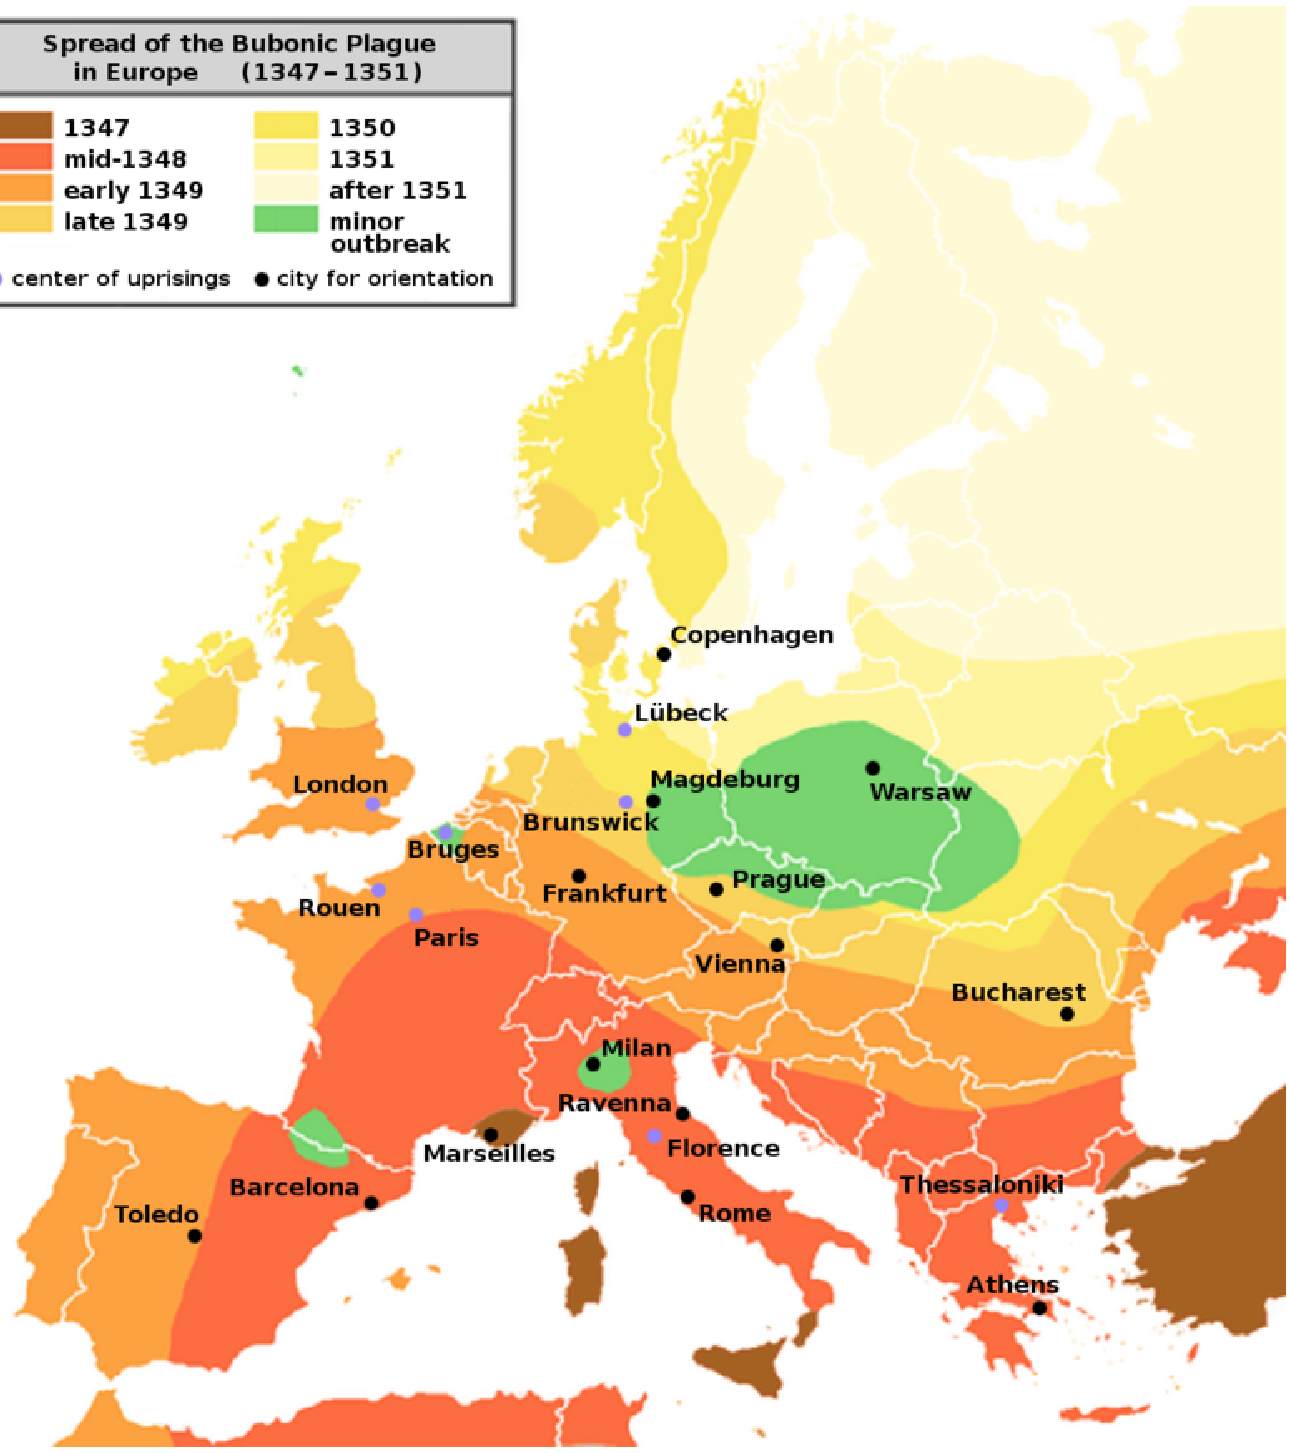 Spread of the Bubonic Plague
in Europe (1347–1351)
1347
mid-1348
early 1349
late 1349
1350
1351
after 1351
minor
outbreak
center of uprisings
city for orientation
Copenhagen
Lübeck
Magdeburg
Warsaw
London
Brunswick
Bruges
Prague
Frankfurt
Rouen
Paris
Vienna
Bucharest
Milan
Ravenna
Marseilles
Florence
Thessaloniki
Barcelona
Toledo
Rome
Athens